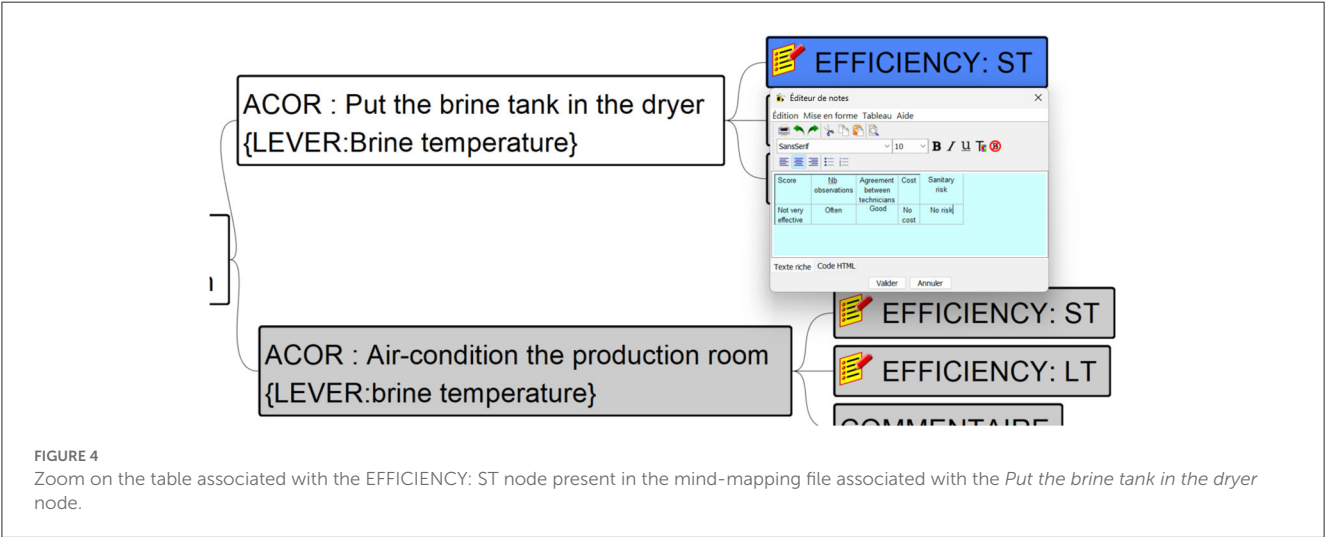 EFFICIENCY: ST
ACOR : Put the brine tank in the dryer
{LEVER:Brine temperature}
Éditeur de notes
Édition Mise en forme Tableau Aide
SansSerif 10 B I U
Score Nb obsenations Agreement between technicians Cost Sanitary risk
Not very effective Often Good No cost No risk
Texte riche Code HTML
Valider Annuler
ACOR : Air-condition the production room
{LEVER:brine temperature}
EFFICIENCY: ST
EFFICIENCY: LT
COMMENTAIRE
FIGURE 4
Zoom on the table associated with the EFFICIENCY: ST node present in the mind-mapping file associated with the Put the brine tank in the dryer
node.